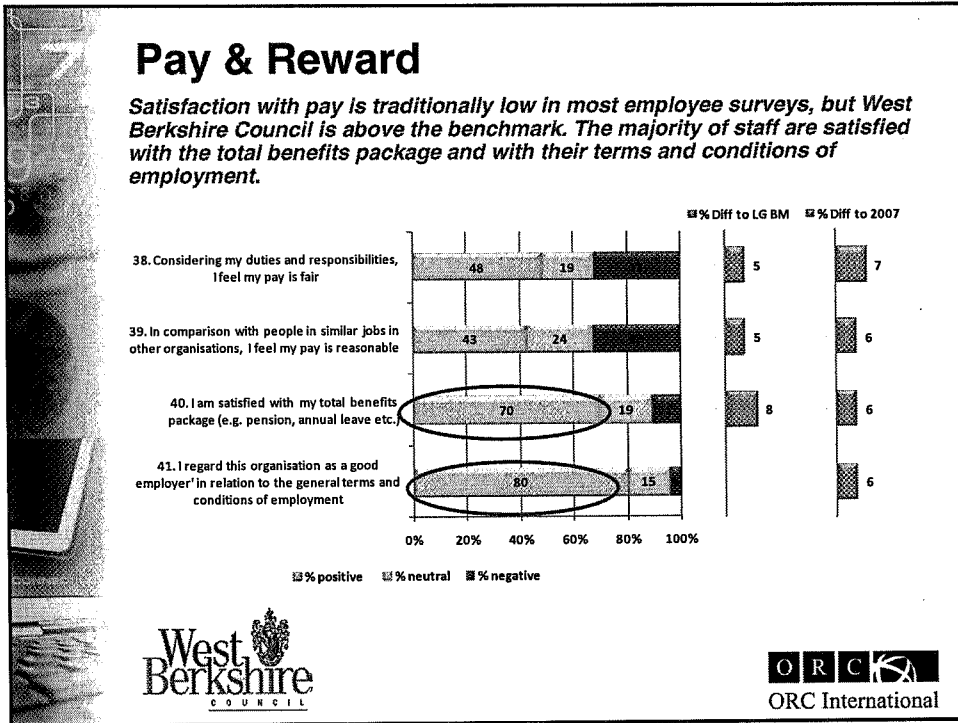 Pay & Reward
Satisfaction with pay is traditionally low in most employee surveys, but West
Berkshire Council is above the benchmark. The majority of staff are satisfied
with the total benefits package and with their terms and conditions of
employment.
% Diff to LG BM % Diff to 2007
38. Considering my duties and responsibilities,
I feel my pay is fair
48 19 5 7
39. In comparison with people in similar jobs in
other organisations, I feel my pay is reasonable
43 24 5 6
40. I am satisfied with my total benefits
package (e.g. pension, annual leave etc.)
70 19 8 6
41. I regard this organisation as a good
employer' in relation to the general terms and
conditions of employment
80 15 6
0% 20% 40% 60% 80% 100%
% positive % neutral % negative
West
Berkshire
COUNCIL
ORC
ORC International